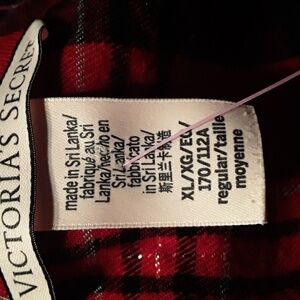 VICTORIA'S SECRE
made in Sri Lanka/
fabriqué au Sri
Lanka/hecho en
Sri Lanka/
fabbricato
in Sri Lanka/
斯里兰卡制造
XL/XG/EG/
170/112A
regular/taille
moyenne